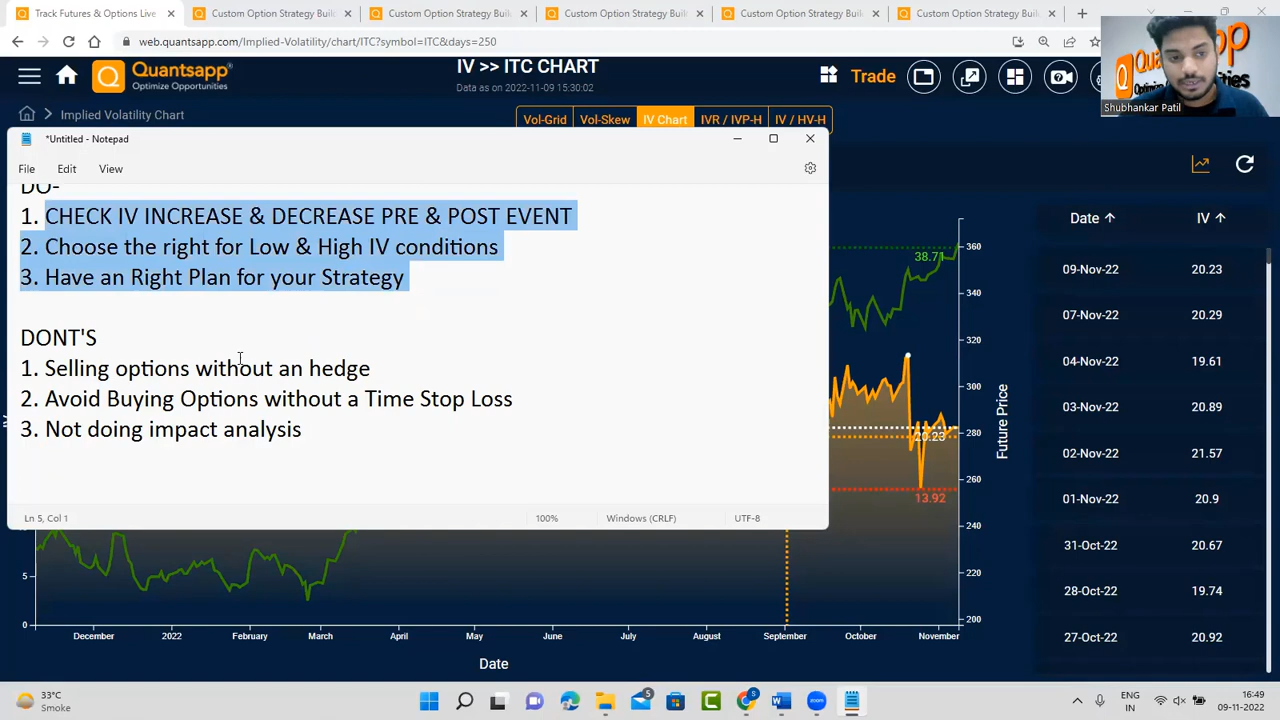 Track Futures & Options Live
Custom Option Strategy Buil
Custom Option Strategy Buil
Custom Option Strategy Buil
Custom Option Strategy Buil
Custom Option Strategy Buil
web.quantsapp.com/Implied-Volatility/chart/ITC?symbol=ITC&days=250
Quantsapp
Optimize Opportunities
IV >> ITC CHART
Data as on 2022-11-09 15:30:02
Trade
Shubhankar Patil
Implied Volatility Chart
Vol-Grid
Vol-Skew
IV Chart
IVR / IVP-H
IV / HV-H
*Untitled - Notepad
File
Edit
View
DO-
1. CHECK IV INCREASE & DECREASE PRE & POST EVENT
2. Choose the right for Low & High IV conditions
3. Have an Right Plan for your Strategy
DONT'S
1. Selling options without an hedge
2. Avoid Buying Options without a Time Stop Loss
3. Not doing impact analysis
Ln 5, Col 1
100%
Windows (CRLF)
UTF-8
38.71
20.23
13.92
360
340
320
300
280
260
240
220
200
Future Price
5
0
December
2022
February
March
April
May
June
July
August
September
October
November
Date
Date
IV
09-Nov-22 20.23
07-Nov-22 20.29
04-Nov-22 19.61
03-Nov-22 20.89
02-Nov-22 21.57
01-Nov-22 20.9
31-Oct-22 20.67
28-Oct-22 19.74
27-Oct-22 20.92
33°C
Smoke
5
S
ENG
IN
16:49
09-11-2022